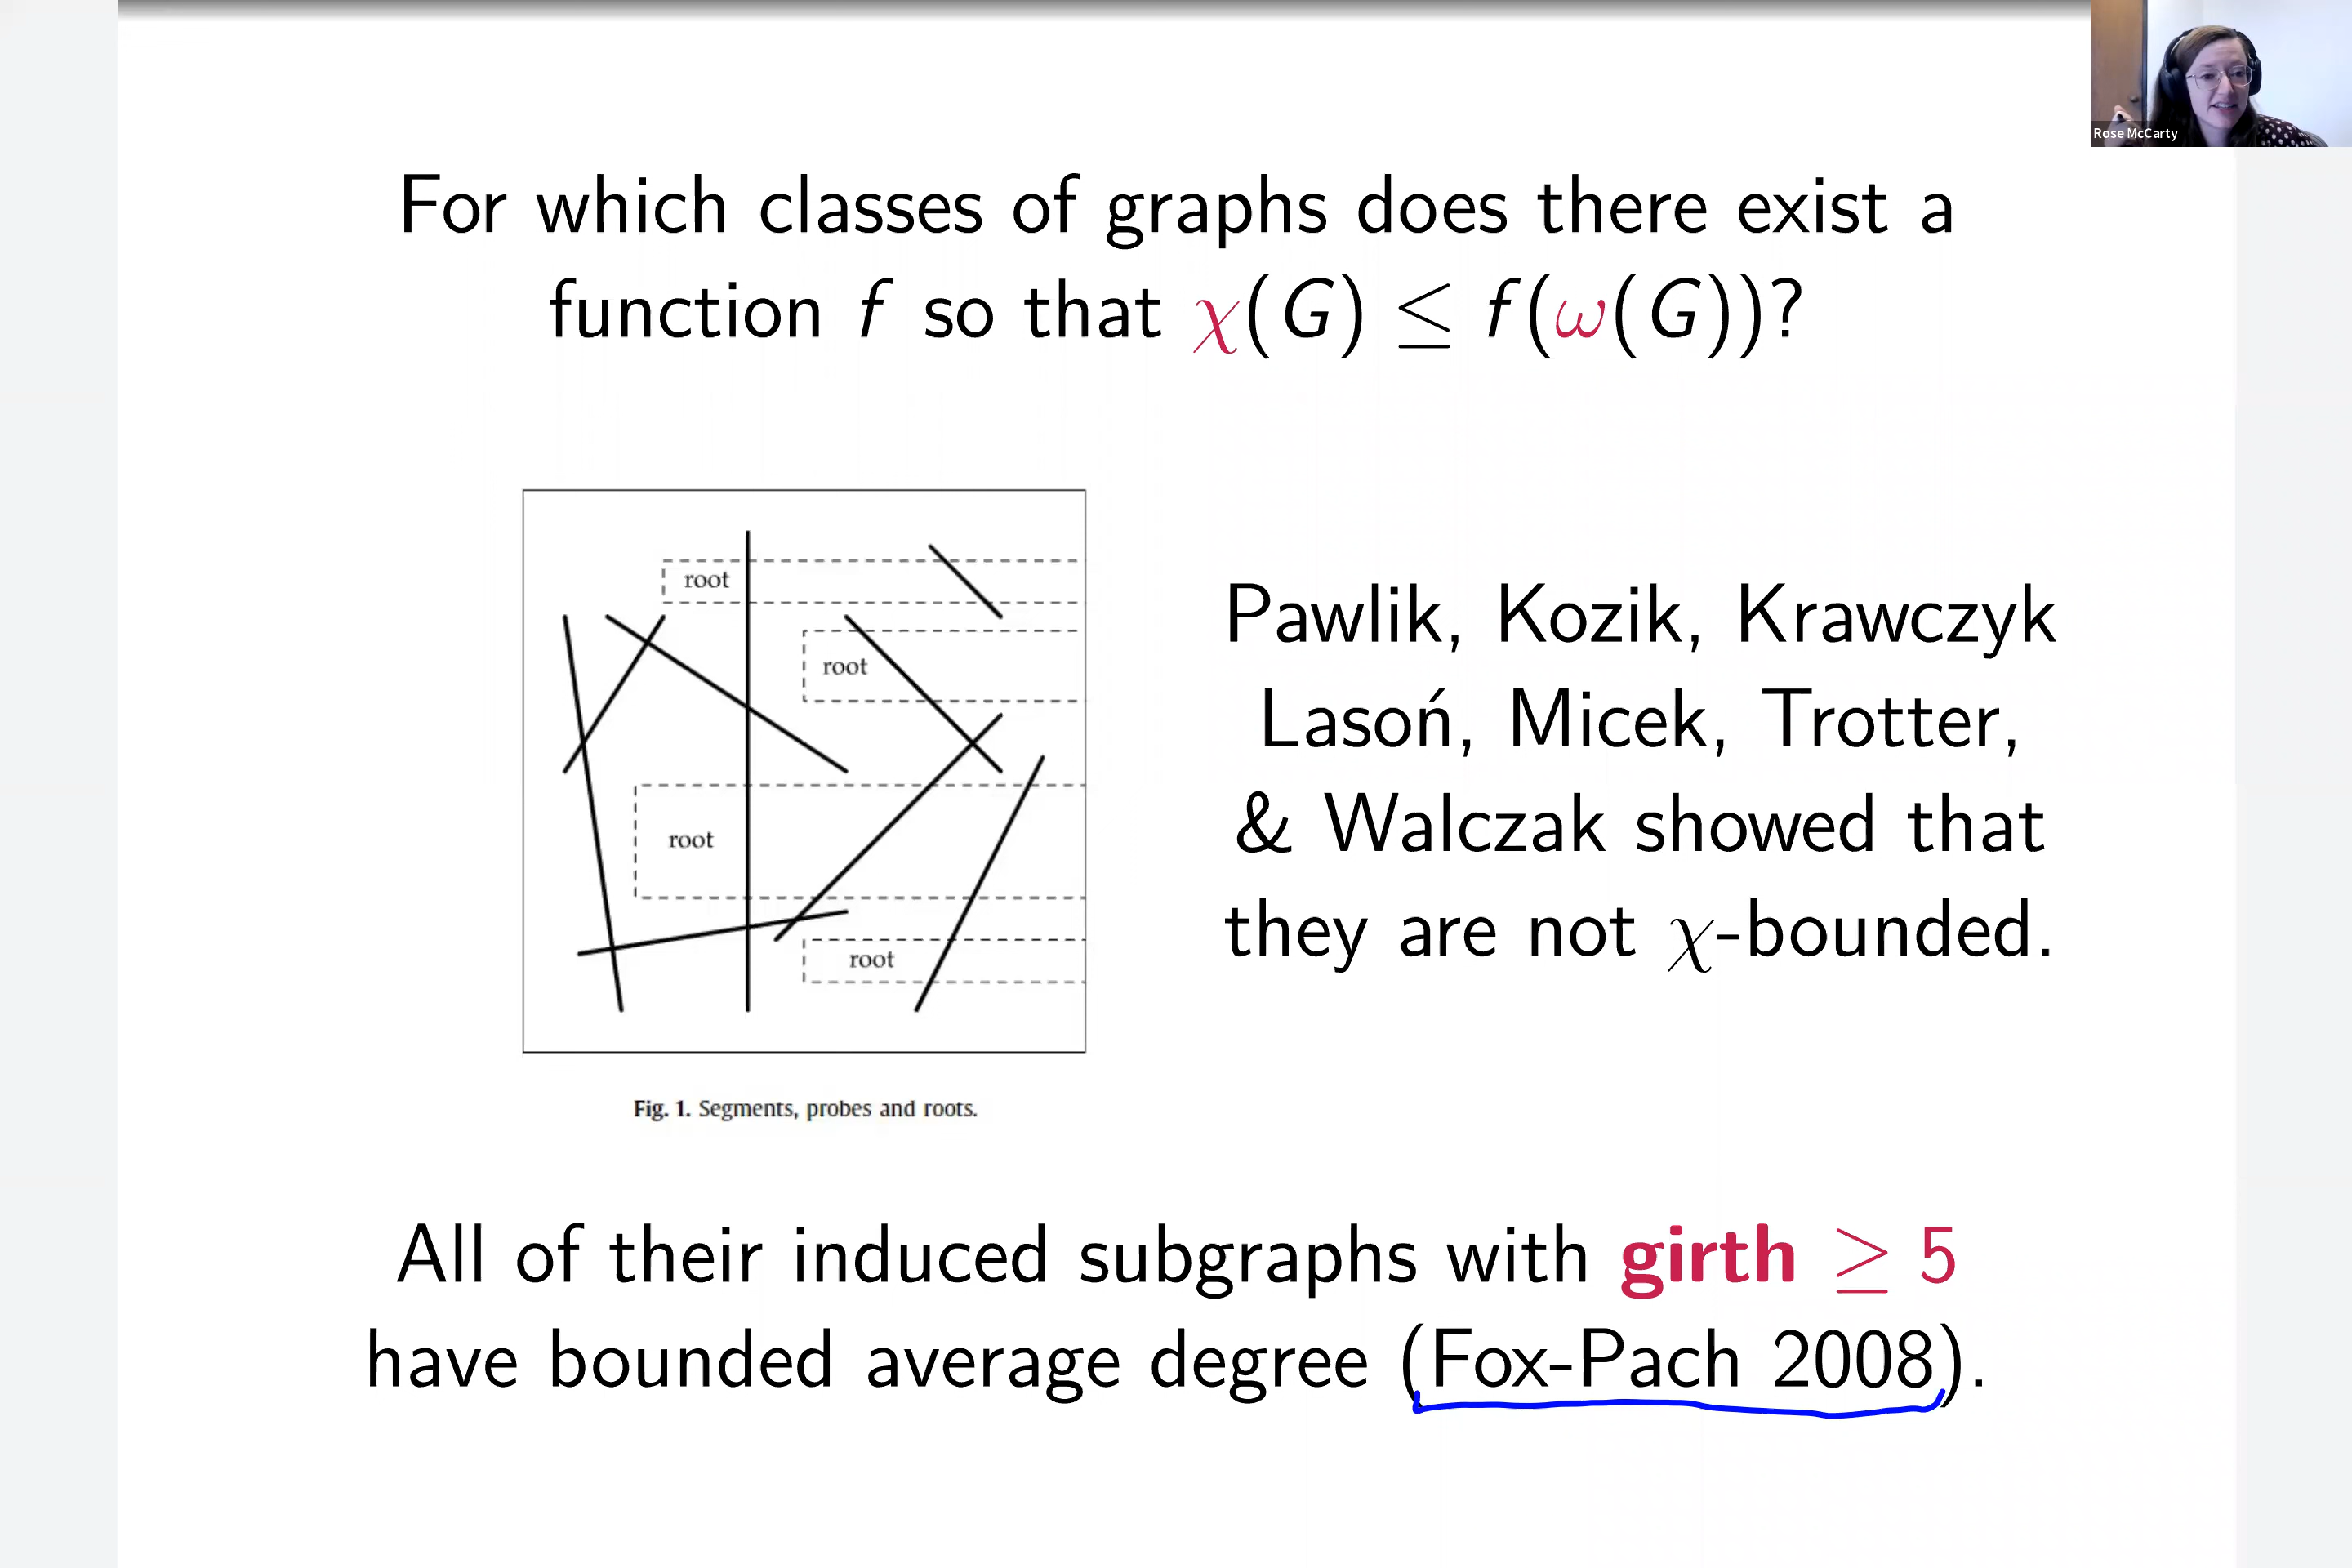 Rose McCarty
For which classes of graphs does there exist a
function f so that χ(G) ≤ f(ω(G))?
root
root
root
root
Fig. 1. Segments, probes and roots.
Pawlik, Kozik, Krawczyk
Lasoń, Micek, Trotter,
& Walczak showed that
they are not χ-bounded.
All of their induced subgraphs with girth ≥ 5
have bounded average degree (Fox-Pach 2008).